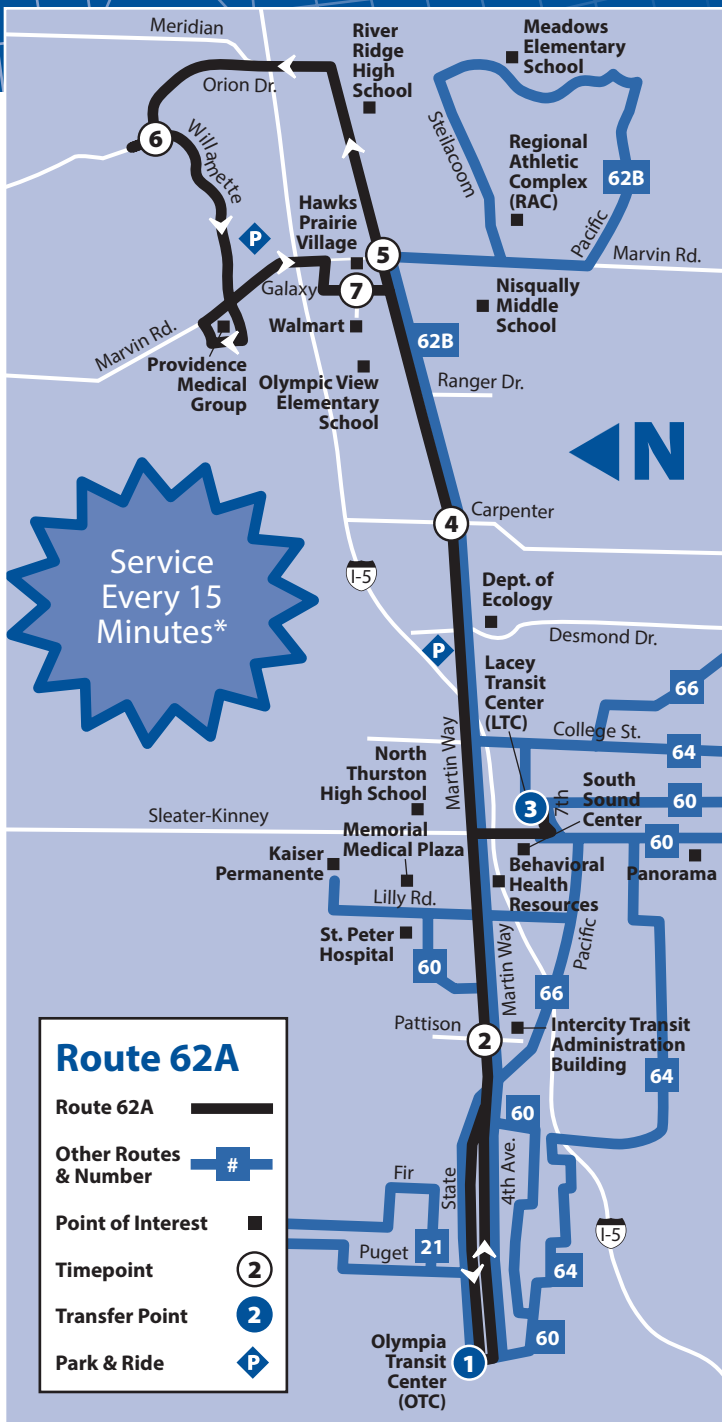 Meridian
River
Ridge
High
School
Meadows
Elementary
School
Orion Dr.
6
Willamette
Steilacoom
Regional
Athletic
Complex
(RAC)
62B
Pacific
P
Hawks
Prairie
Village
5
Marvin Rd.
Galaxy
7
Nisqually
Middle
School
Marvin Rd.
Walmart
62B
Providence
Medical
Group
Olympic View
Elementary
School
Ranger Dr.
N
4
Carpenter
Service
Every 15
Minutes*
I-5
Dept. of
Ecology
Desmond Dr.
P
Lacey
Transit
Center
(LTC)
66
College St.
64
Martin Way
North
Thurston
High School
3
7th
South
Sound
Center
60
Sleater-Kinney
60
Memorial
Medical Plaza
Kaiser
Permanente
Behavioral
Health
Resources
Panorama
Lilly Rd.
St. Peter
Hospital
60
Martin Way
Pacific
66
Pattison
2
Intercity Transit
Administration
Building
64
60
State
4th Ave.
Fir
21
Puget
I-5
64
60
Olympia
Transit
Center
(OTC)
1
Route 62A
Route 62A
Other Routes
& Number
#
Point of Interest
Timepoint
2
Transfer Point
2
Park & Ride
P